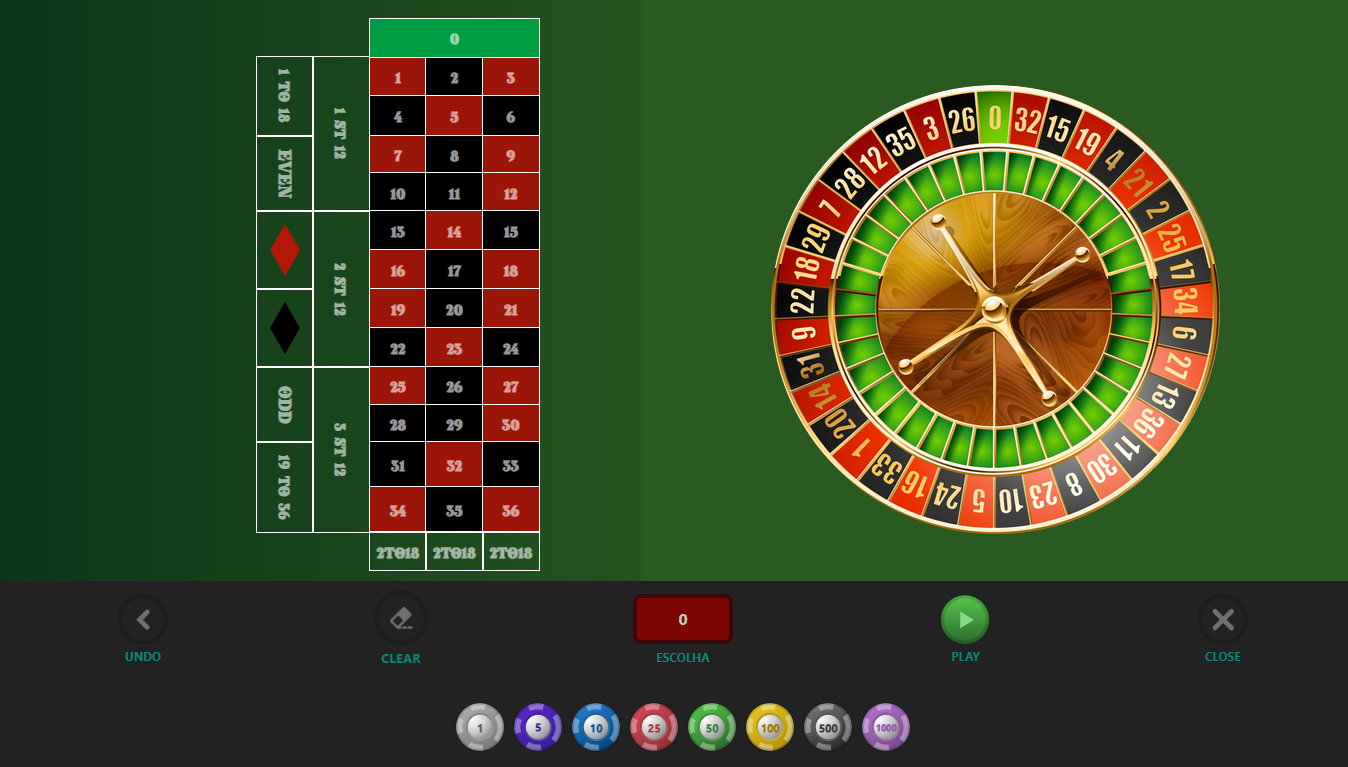 0
1 2 3
4 5 6
7 8 9
10 11 12
13 14 15
16 17 18
19 20 21
22 23 24
25 26 27
28 29 30
31 32 33
34 35 36
2TO18 2TO18 2TO18
1 ST 12
2 ST 12
3 ST 12
1 TO 18
EVEN
ODD
19 TO 36
0 32 15 19 4 21 2 25 17 34 6 27 13 36 11 30 8 23 10 5 24 16 33 1 20 14 31 9 22 18 29 7 28 12 35 3 26
0
UNDO
CLEAR
ESCOLHA
PLAY
CLOSE
1 5 10 25 50 100 500 1000